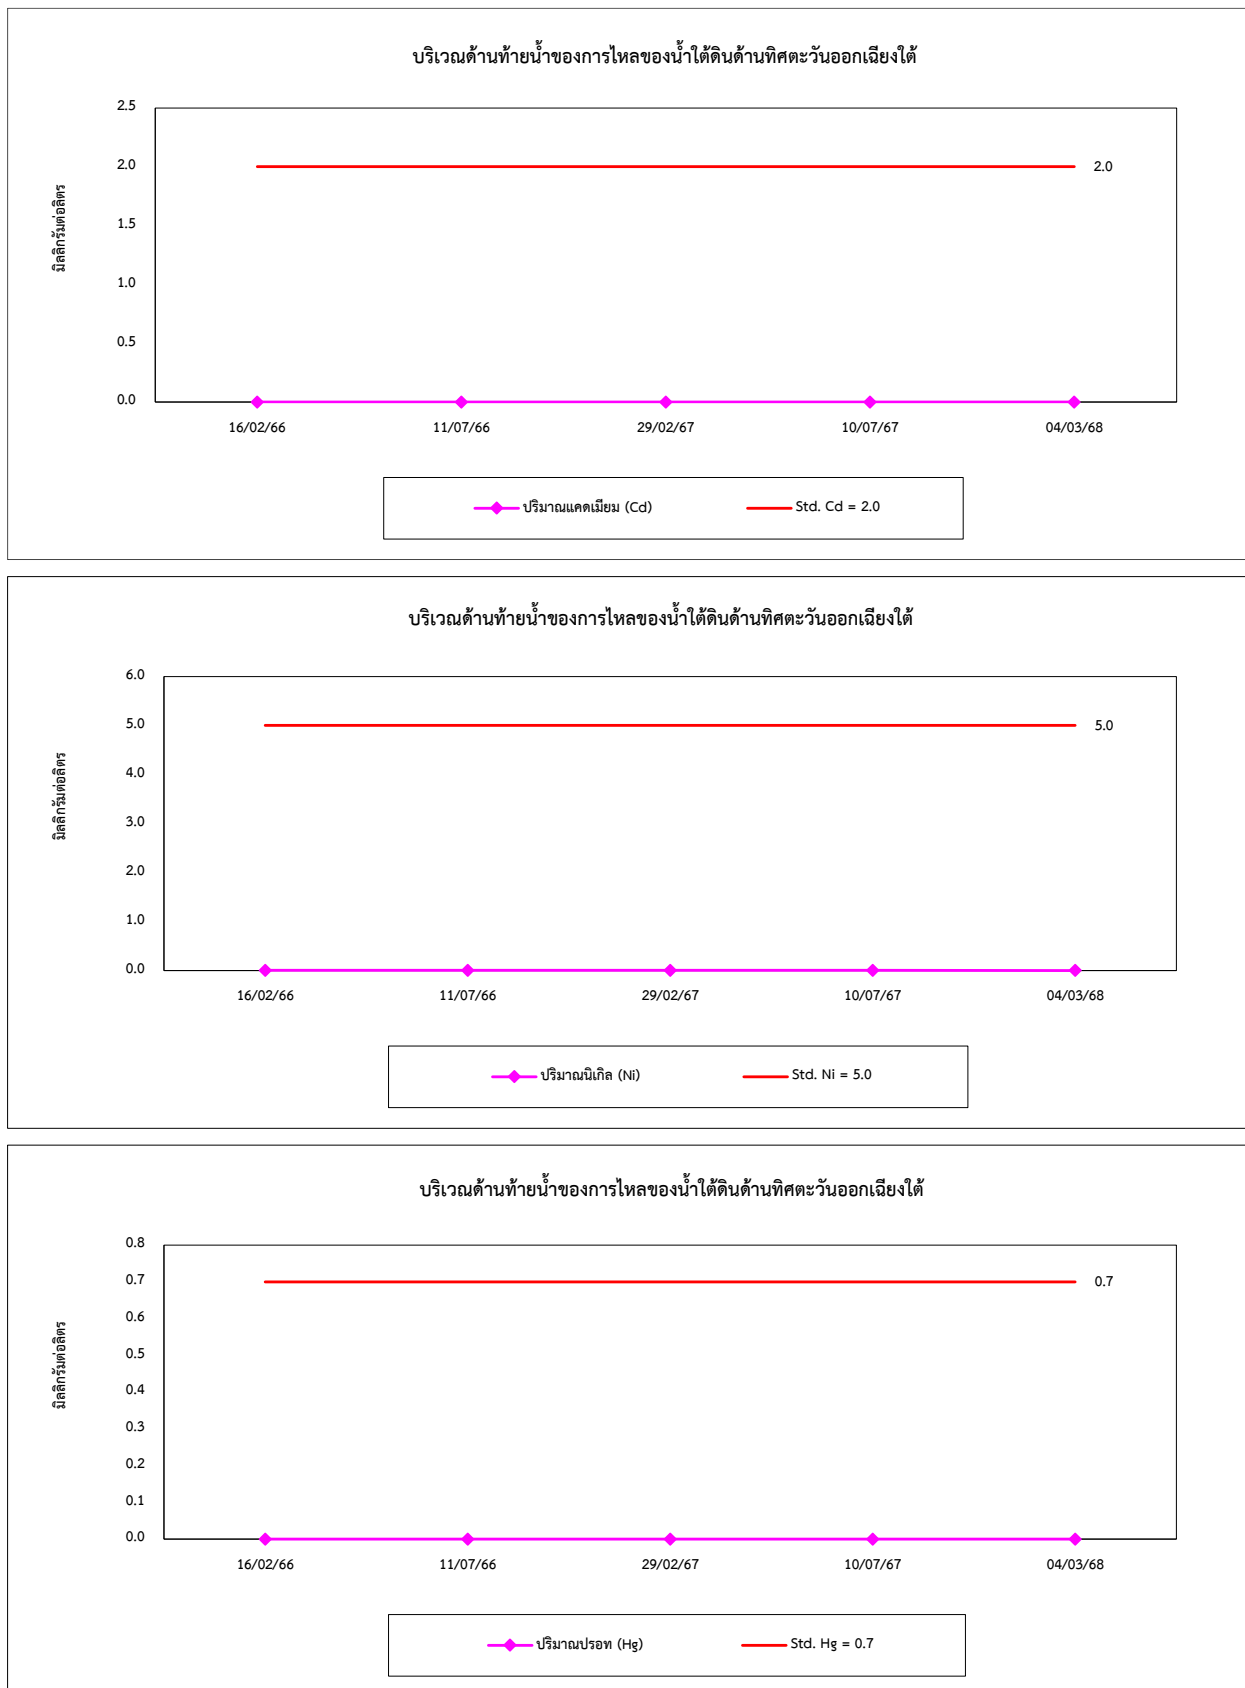 บริเวณด้านท้ายน้ำของการไหลของน้ำใต้ดินด้านทิศตะวันออกเฉียงใต้
มิลลิกรัมต่อลิตร
2.5
2.0
1.5
1.0
0.5
0.0
2.0
16/02/66 11/07/66 29/02/67 10/07/67 04/03/68
ปริมาณแคดเมียม (Cd) Std. Cd = 2.0
บริเวณด้านท้ายน้ำของการไหลของน้ำใต้ดินด้านทิศตะวันออกเฉียงใต้
มิลลิกรัมต่อลิตร
6.0
5.0
4.0
3.0
2.0
1.0
0.0
5.0
16/02/66 11/07/66 29/02/67 10/07/67 04/03/68
ปริมาณนิเกิล (Ni) Std. Ni = 5.0
บริเวณด้านท้ายน้ำของการไหลของน้ำใต้ดินด้านทิศตะวันออกเฉียงใต้
มิลลิกรัมต่อลิตร
0.8
0.7
0.6
0.5
0.4
0.3
0.2
0.1
0.0
0.7
16/02/66 11/07/66 29/02/67 10/07/67 04/03/68
ปริมาณปรอท (Hg) Std. Hg = 0.7